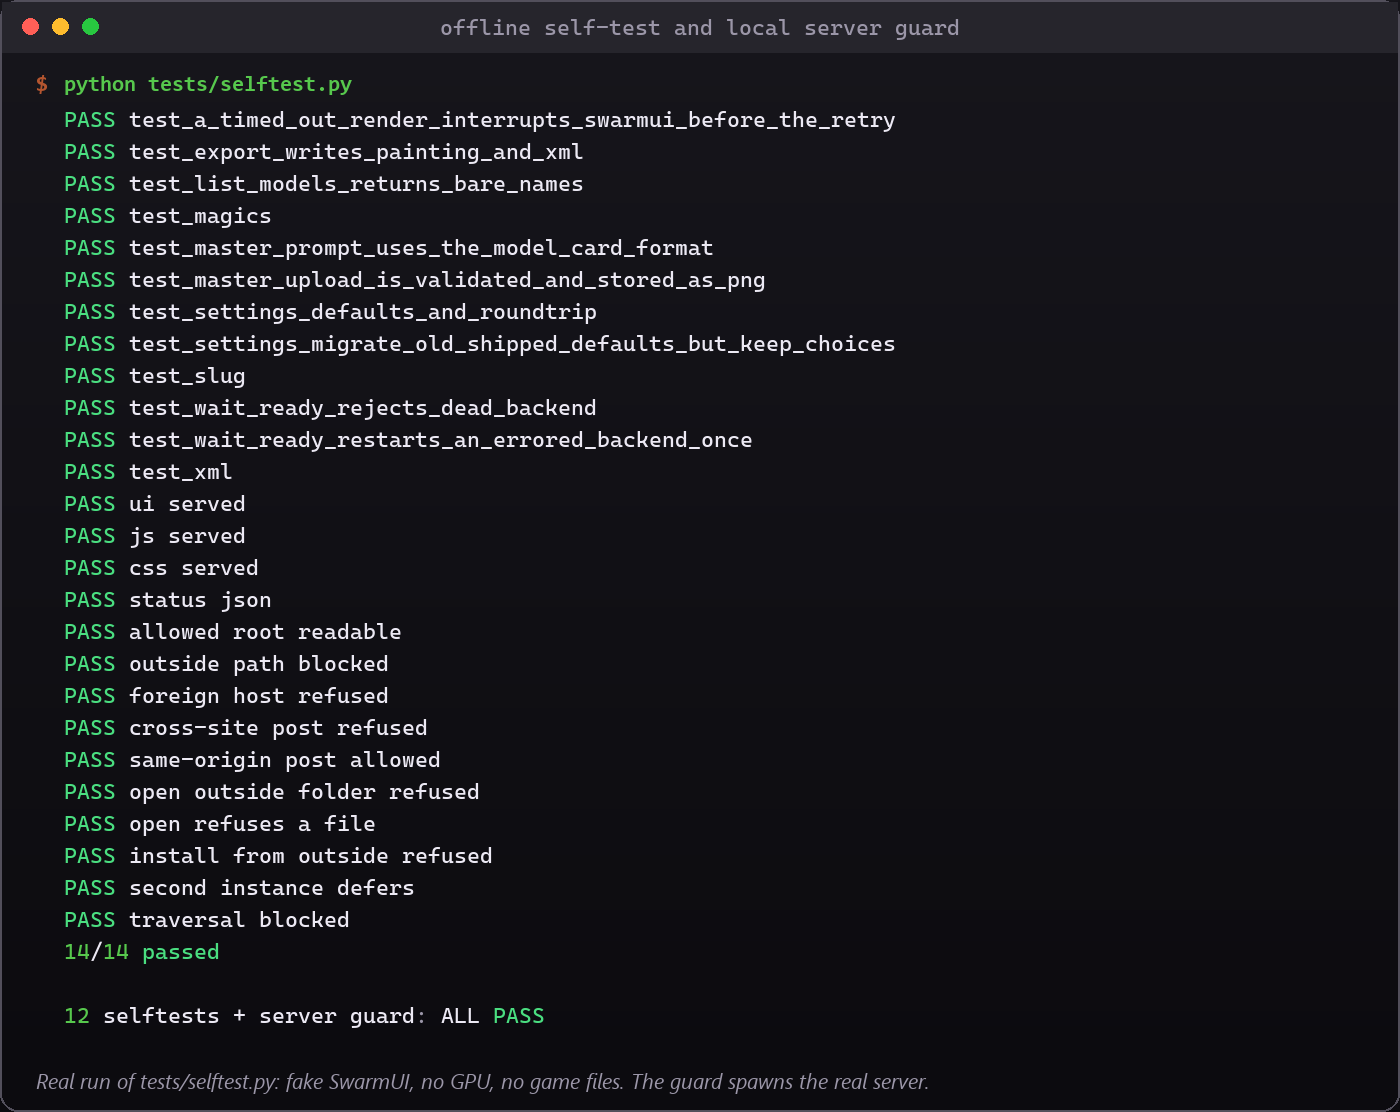 offline self-test and local server guard
$ python tests/selftest.py
PASS test_a_timed_out_render_interrupts_swarmui_before_the_retry
PASS test_export_writes_painting_and_xml
PASS test_list_models_returns_bare_names
PASS test_magics
PASS test_master_prompt_uses_the_model_card_format
PASS test_master_upload_is_validated_and_stored_as_png
PASS test_settings_defaults_and_roundtrip
PASS test_settings_migrate_old_shipped_defaults_but_keep_choices
PASS test_slug
PASS test_wait_ready_rejects_dead_backend
PASS test_wait_ready_restarts_an_errored_backend_once
PASS test_xml
PASS ui served
PASS js served
PASS css served
PASS status json
PASS allowed root readable
PASS outside path blocked
PASS foreign host refused
PASS cross-site post refused
PASS same-origin post allowed
PASS open outside folder refused
PASS open refuses a file
PASS install from outside refused
PASS second instance defers
PASS traversal blocked
14/14 passed
12 selftests + server guard: ALL PASS
Real run of tests/selftest.py: fake SwarmUI, no GPU, no game files. The guard spawns the real server.